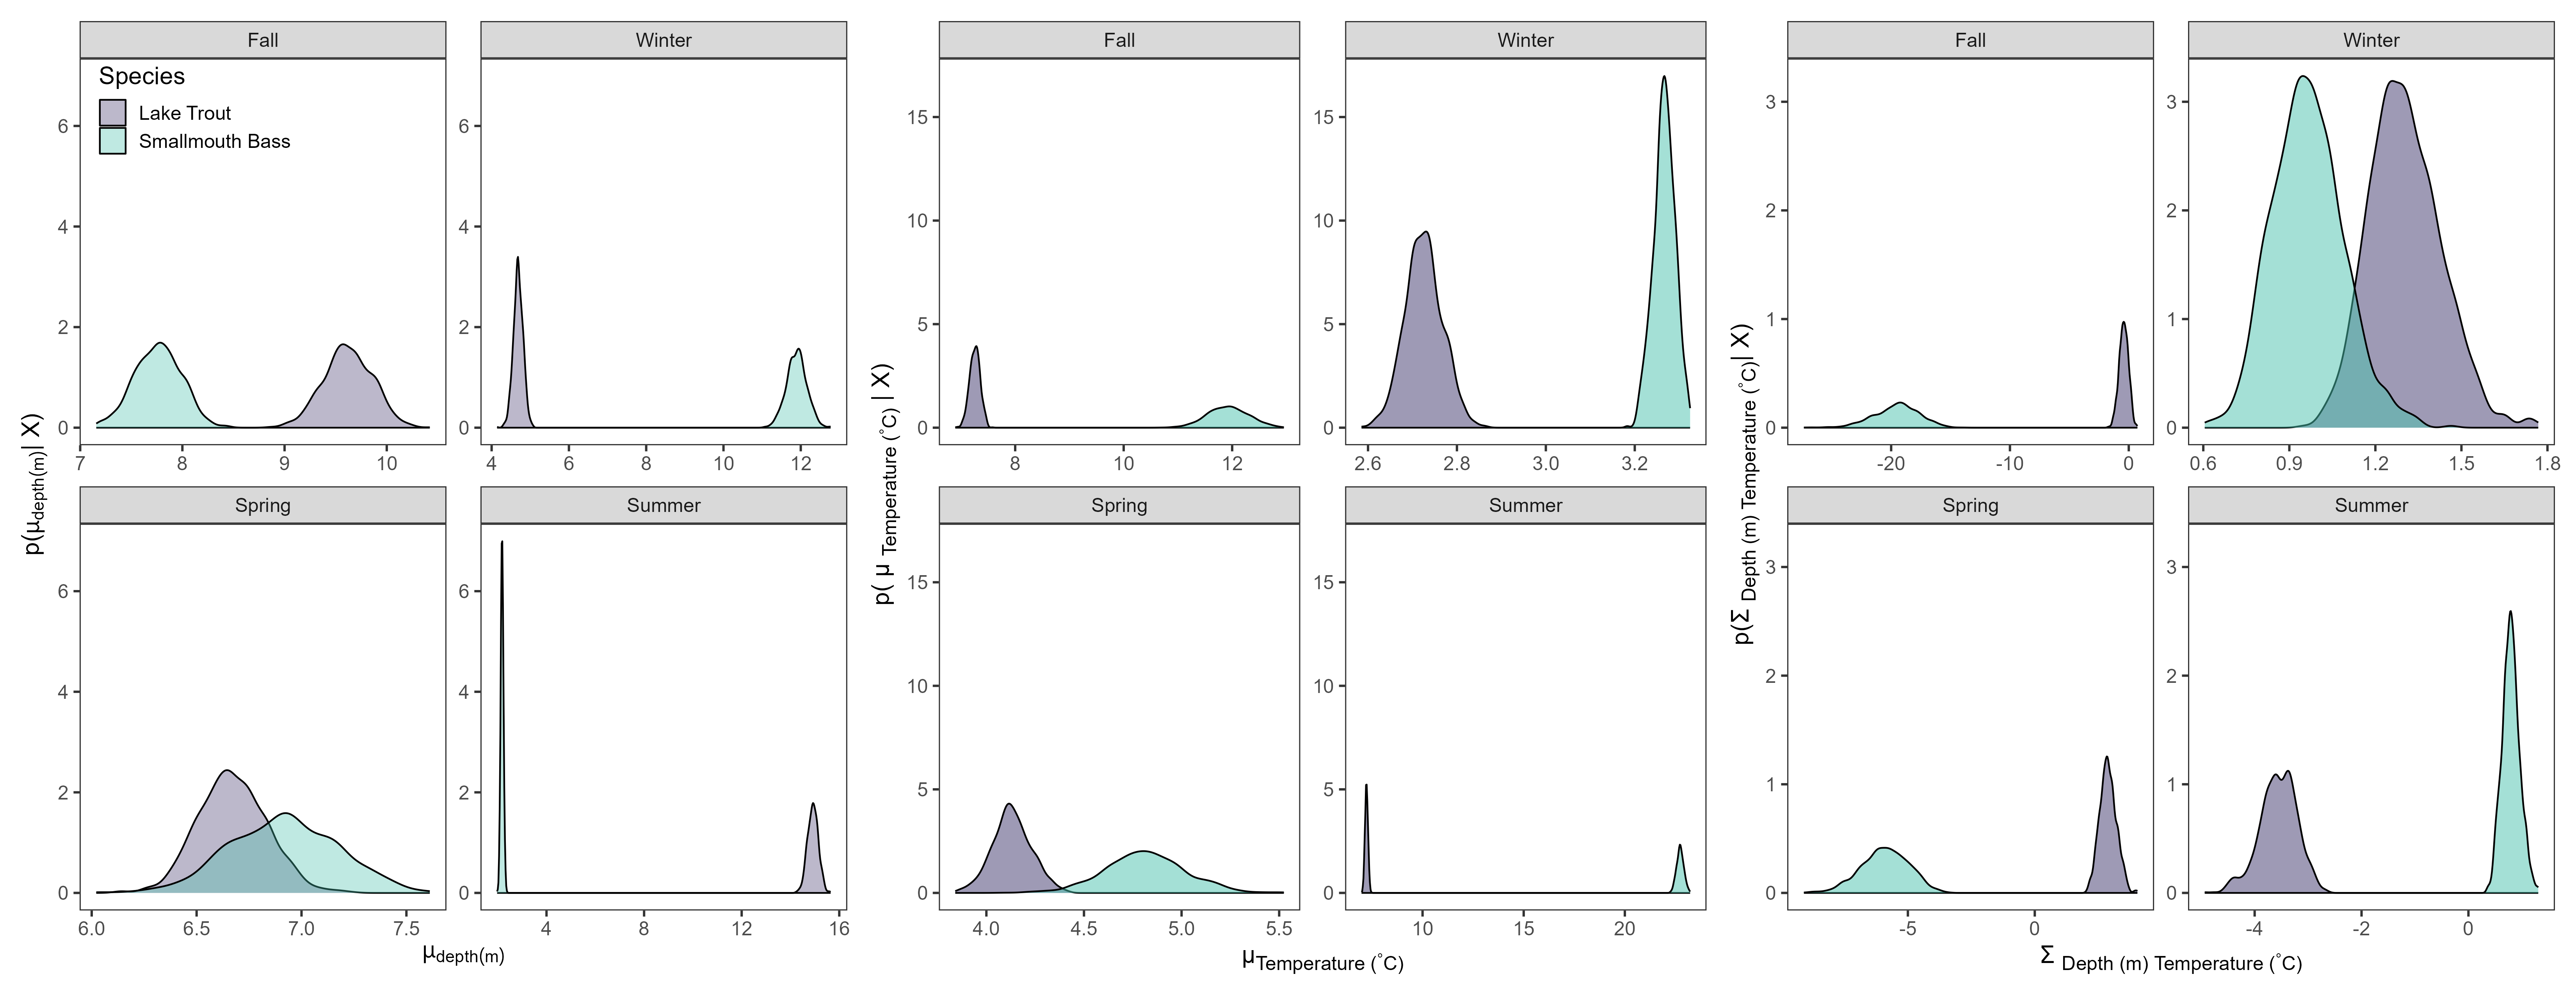 Fall
Winter
Fall
Winter
Fall
Winter
Species
Lake Trout
Smallmouth Bass
6
4
2
0
7 8 9 10
6
4
2
0
4 6 8 10 12
15
10
5
0
8 10 12
15
10
5
0
2.6 2.8 3.0 3.2
3
2
1
0
-20 -10 0
3
2
1
0
0.6 0.9 1.2 1.5 1.8
Spring
Summer
Spring
Summer
Spring
Summer
6
4
2
0
6.0 6.5 7.0 7.5
6
4
2
0
4 8 12 16
15
10
5
0
4.0 4.5 5.0 5.5
15
10
5
0
10 15 20
3
2
1
0
-5 0
3
2
1
0
-4 -2 0
p(μdepth(m)| X)
μdepth(m)
p( μ Temperature (°C) | X)
μTemperature (°C)
p(Σ Depth (m) Temperature (°C)| X)
Σ Depth (m) Temperature (°C)